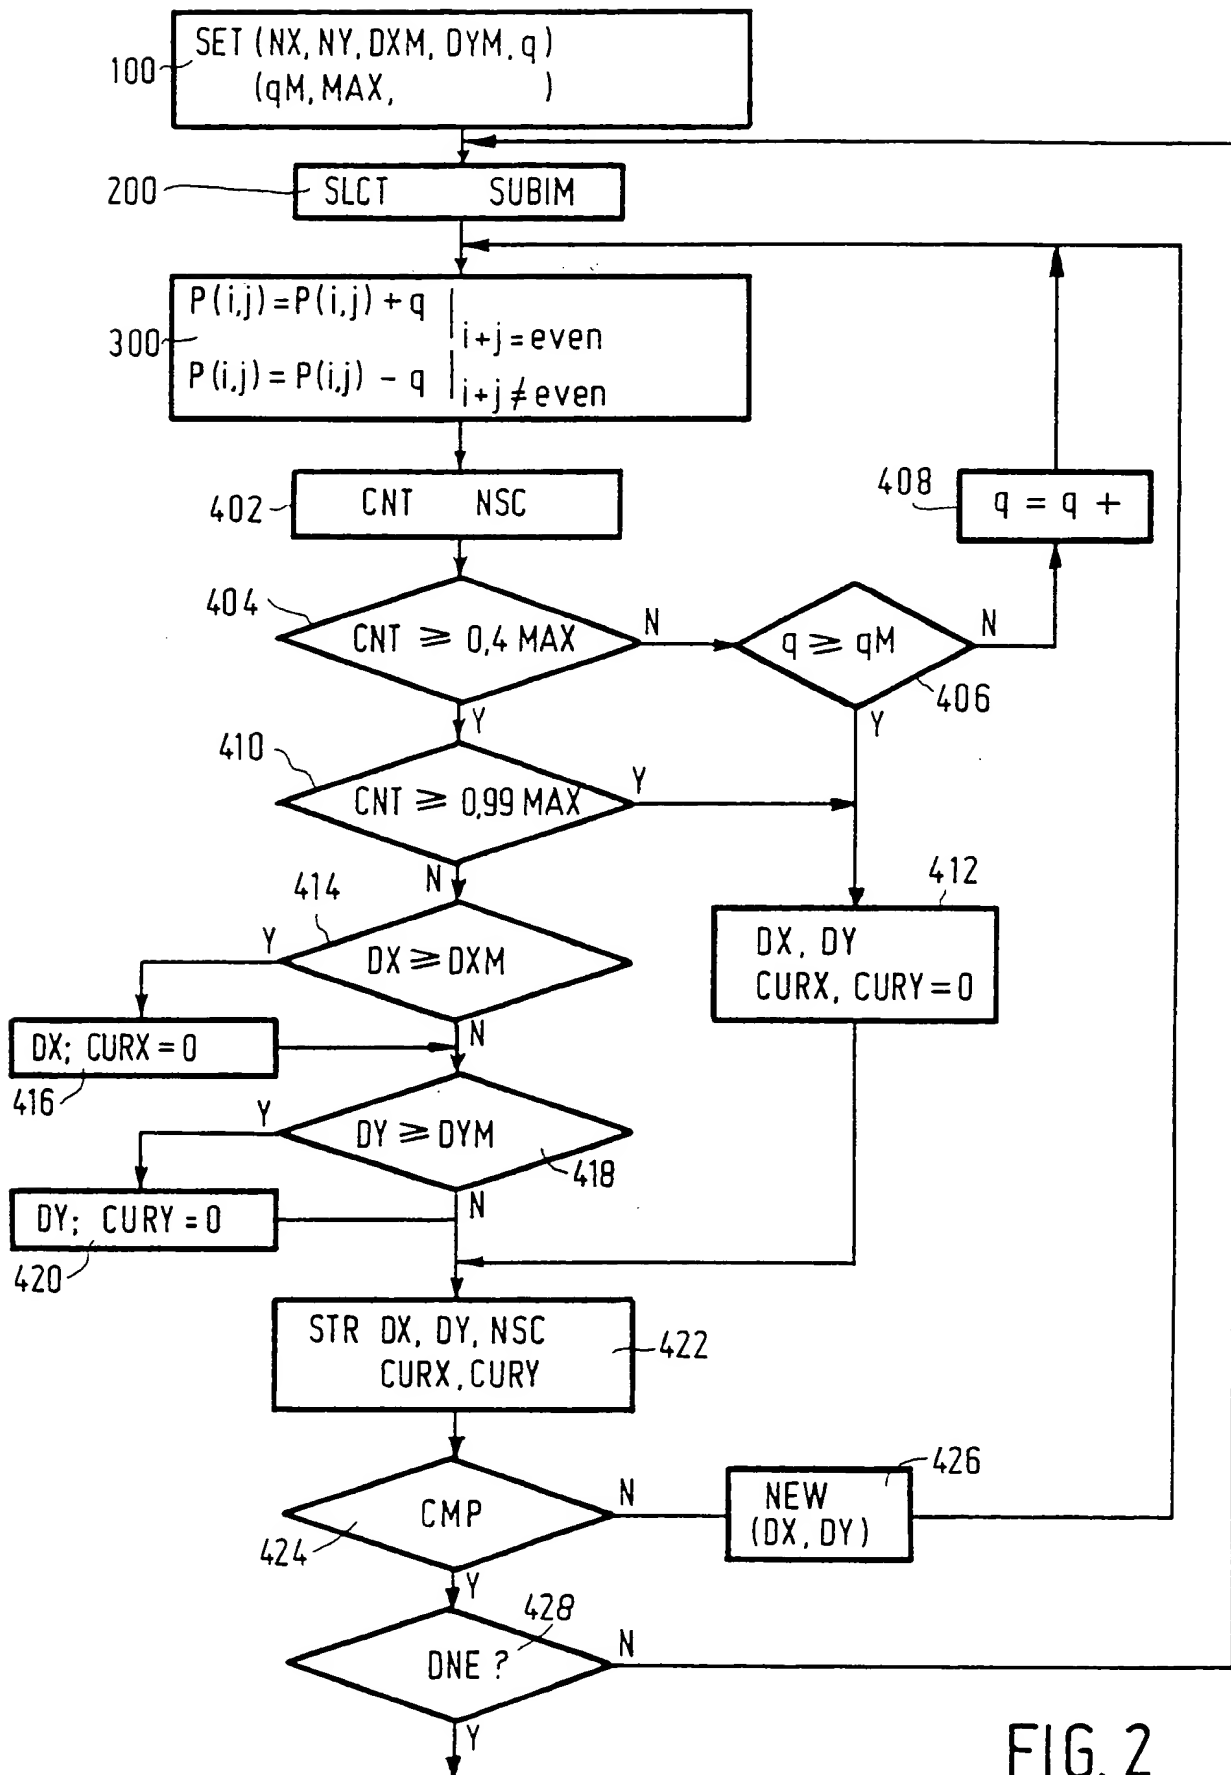 SET (NX, NY, DXM, DYM, q)
100
(qM, MAX, )
200
SLCT SUBIM
P(i,j)=P(i,j)+q
i+j=even
300
P(i,j)=P(i,j) - q
i+j≠even
402
CNT NSC
408
q = q +
404
CNT ≥ 0,4 MAX
N
q ≥ qM
N
406
Y
Y
410
CNT ≥ 0,99 MAX
Y
N
414
412
Y
DX ≥ DXM
DX, DY
CURX, CURY=0
N
DX; CURX=0
416
Y
DY ≥ DYM
418
N
DY; CURY=0
420
STR DX, DY, NSC
CURX, CURY
422
424
CMP
N
426
NEW
(DX, DY)
Y
428
DNE ?
N
Y
FIG. 2